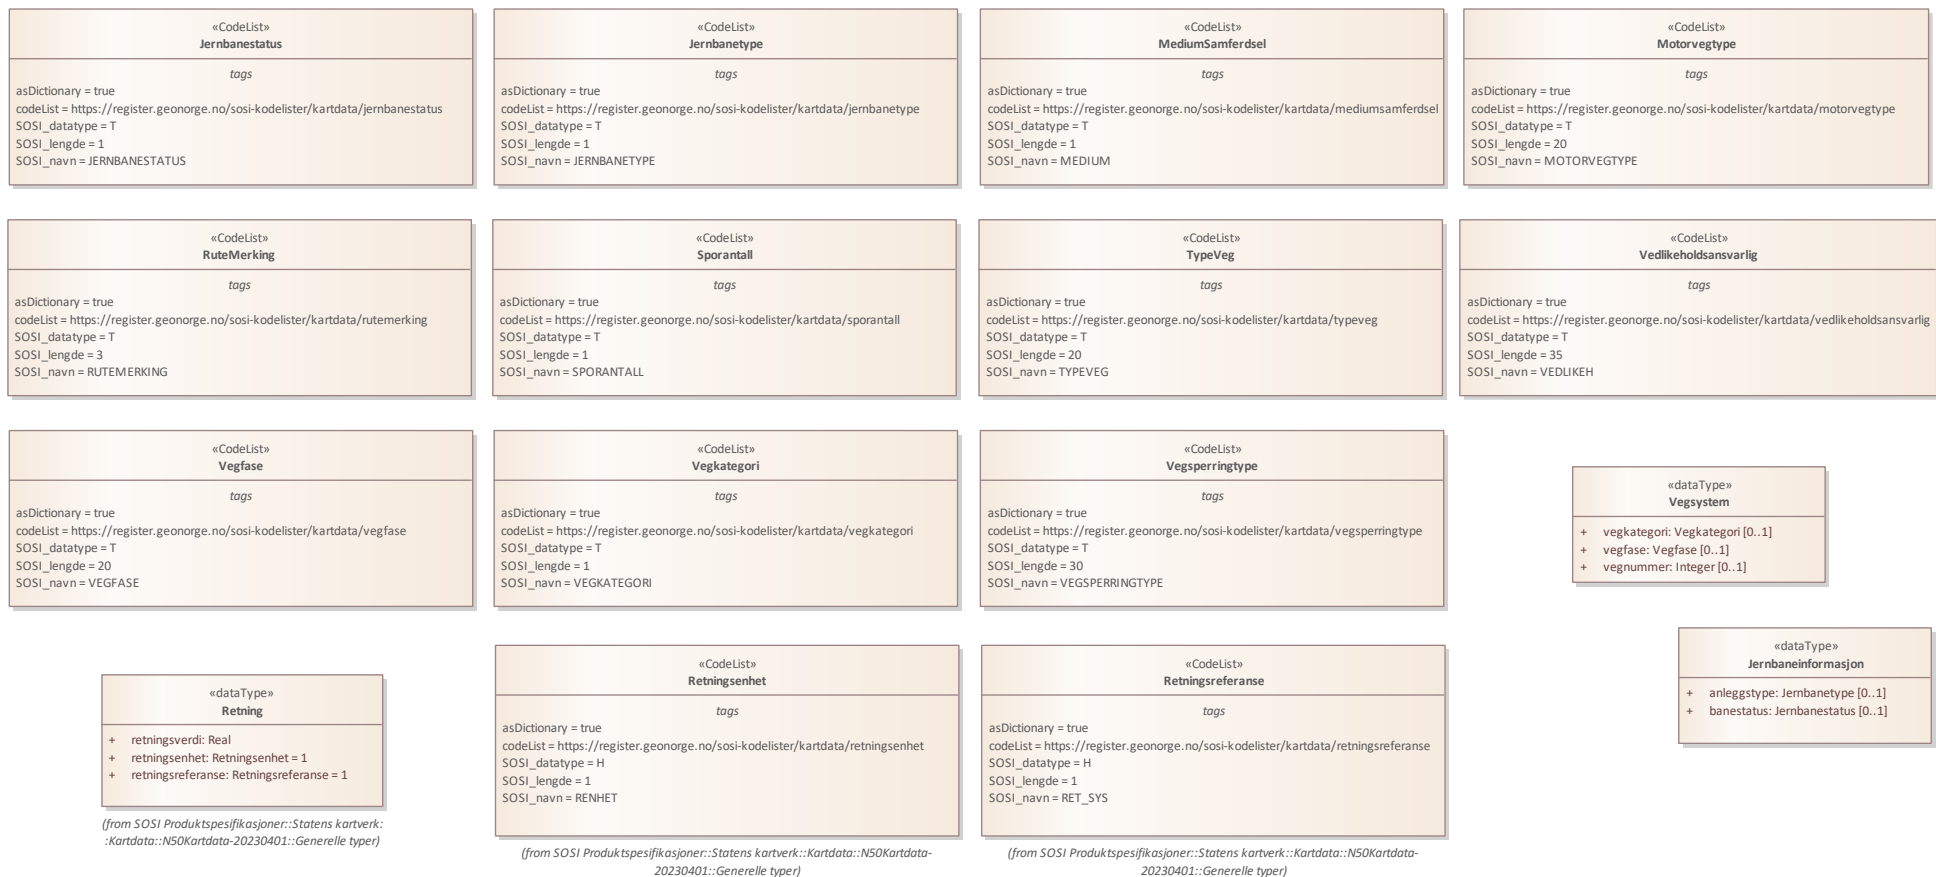 «CodeList»
Jernbanestatus
tags
asDictionary = true
codeList = https://register.geonorge.no/sosi-kodelister/kartdata/jernbanestatus
SOSI_datatype = T
SOSI_lengde = 1
SOSI_navn = JERNBANESTATUS
«CodeList»
Jernbanetype
tags
asDictionary = true
codeList = https://register.geonorge.no/sosi-kodelister/kartdata/jernbanetype
SOSI_datatype = T
SOSI_lengde = 1
SOSI_navn = JERNBANETYPE
«CodeList»
MediumSamferdsel
tags
asDictionary = true
codeList = https://register.geonorge.no/sosi-kodelister/kartdata/mediumsamferdsel
SOSI_datatype = T
SOSI_lengde = 1
SOSI_navn = MEDIUM
«CodeList»
Motorvegtype
tags
asDictionary = true
codeList = https://register.geonorge.no/sosi-kodelister/kartdata/motorvegtype
SOSI_datatype = T
SOSI_lengde = 20
SOSI_navn = MOTORVEGTYPE
«CodeList»
RuteMerking
tags
asDictionary = true
codeList = https://register.geonorge.no/sosi-kodelister/kartdata/rutemerking
SOSI_datatype = T
SOSI_lengde = 3
SOSI_navn = RUTEMERKING
«CodeList»
Sporantall
tags
asDictionary = true
codeList = https://register.geonorge.no/sosi-kodelister/kartdata/sporantall
SOSI_datatype = T
SOSI_lengde = 1
SOSI_navn = SPORANTALL
«CodeList»
TypeVeg
tags
asDictionary = true
codeList = https://register.geonorge.no/sosi-kodelister/kartdata/typeveg
SOSI_datatype = T
SOSI_lengde = 20
SOSI_navn = TYPEVEG
«CodeList»
Vedlikeholdsansvarlig
tags
asDictionary = true
codeList = https://register.geonorge.no/sosi-kodelister/kartdata/vedlikeholdsansvarlig
SOSI_datatype = T
SOSI_lengde = 35
SOSI_navn = VEDLIKEH
«CodeList»
Vegfase
tags
asDictionary = true
codeList = https://register.geonorge.no/sosi-kodelister/kartdata/vegfase
SOSI_datatype = T
SOSI_lengde = 20
SOSI_navn = VEGFASE
«CodeList»
Vegkategori
tags
asDictionary = true
codeList = https://register.geonorge.no/sosi-kodelister/kartdata/vegkategori
SOSI_datatype = T
SOSI_lengde = 1
SOSI_navn = VEGKATEGORI
«CodeList»
Vegsperringtype
tags
asDictionary = true
codeList = https://register.geonorge.no/sosi-kodelister/kartdata/vegsperringtype
SOSI_datatype = T
SOSI_lengde = 30
SOSI_navn = VEGSPERRINGTYPE
«dataType»
Vegsystem
+ vegkategori: Vegkategori [0..1]
+ vegfase: Vegfase [0..1]
+ vegnummer: Integer [0..1]
«dataType»
Retning
+ retningsverdi: Real
+ retningsenhet: Retningsenhet = 1
+ retningsreferanse: Retningsreferanse = 1
(from SOSI Produktspesifikasjoner::Statens kartverk:
:Kartdata::N50Kartdata-20230401::Generelle typer)
«CodeList»
Retningsenhet
tags
asDictionary = true
codeList = https://register.geonorge.no/sosi-kodelister/kartdata/retningsenhet
SOSI_datatype = H
SOSI_lengde = 1
SOSI_navn = RENHET
(from SOSI Produktspesifikasjoner::Statens kartverk::Kartdata::N50Kartdata-
20230401::Generelle typer)
«CodeList»
Retningsreferanse
tags
asDictionary = true
codeList = https://register.geonorge.no/sosi-kodelister/kartdata/retningsreferanse
SOSI_datatype = H
SOSI_lengde = 1
SOSI_navn = RET_SYS
(from SOSI Produktspesifikasjoner::Statens kartverk::Kartdata::N50Kartdata-
20230401::Generelle typer)
«dataType»
Jernbaneinformasjon
+ anleggstype: Jernbanetype [0..1]
+ banestatus: Jernbanestatus [0..1]